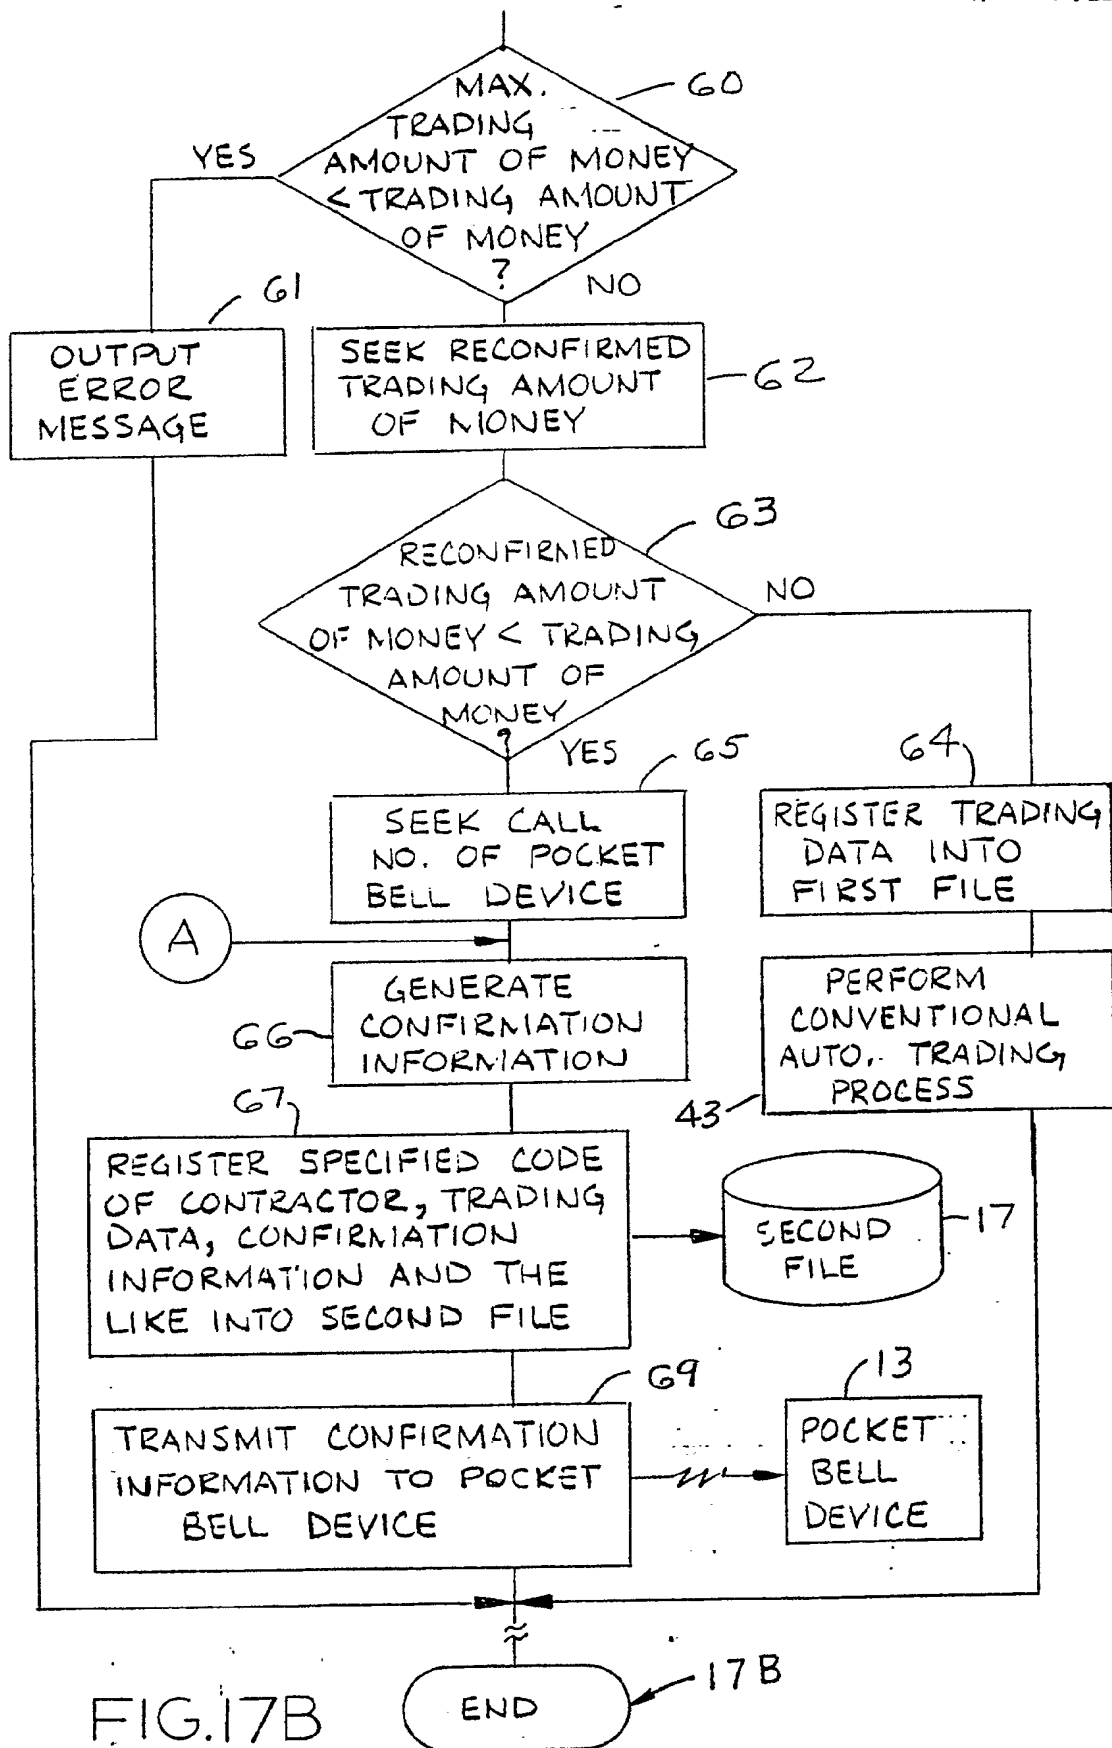 MAX.
TRADING
AMOUNT OF MONEY
< TRADING AMOUNT
OF MONEY
?
60
YES
NO
61
OUTPUT
ERROR
MESSAGE
SEEK RECONFIRMED
TRADING AMOUNT
OF MONEY
62
63
RECONFIRMED
TRADING AMOUNT
OF MONEY < TRADING
AMOUNT OF
MONEY
?
NO
YES
65
64
SEEK CALL
NO. OF POCKET
BELL DEVICE
REGISTER TRADING
DATA INTO
FIRST FILE
A
GENERATE
CONFIRMATION
INFORMATION
66
PERFORM
CONVENTIONAL
AUTO. TRADING
PROCESS
43
67
REGISTER SPECIFIED CODE
OF CONTRACTOR, TRADING
DATA, CONFIRMATION
INFORMATION AND THE
LIKE INTO SECOND FILE
SECOND
FILE
17
69
TRANSMIT CONFIRMATION
INFORMATION TO POCKET
BELL DEVICE
13
POCKET
BELL
DEVICE
END
17B
FIG.17B